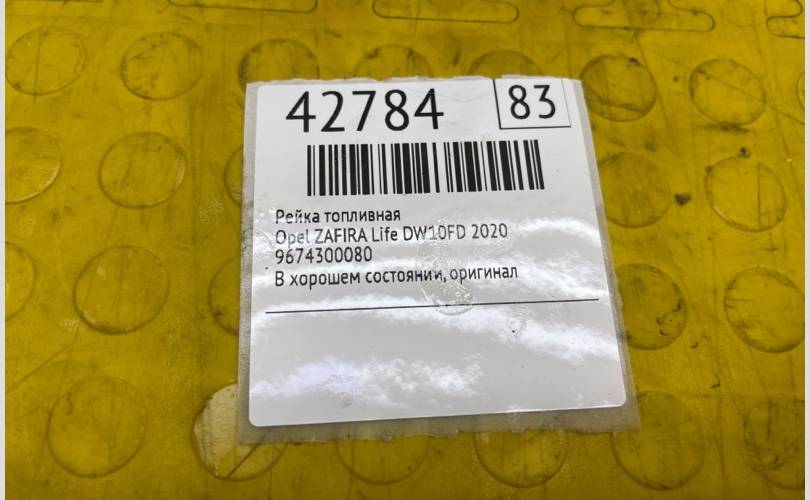 42784 83
Рейка топливная
Opel ZAFIRA Life DW10FD 2020
9674300080
В хорошем состоянии, оригинал